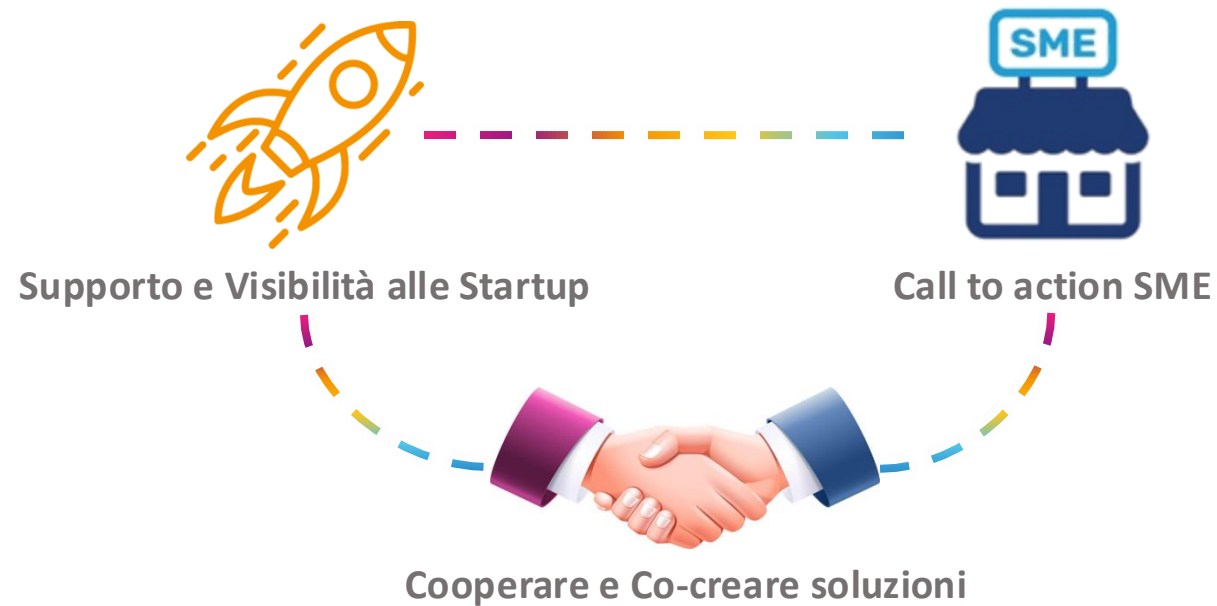 SME
Supporto e Visibilità alle Startup
Call to action SME
Cooperare e Co-creare soluzioni